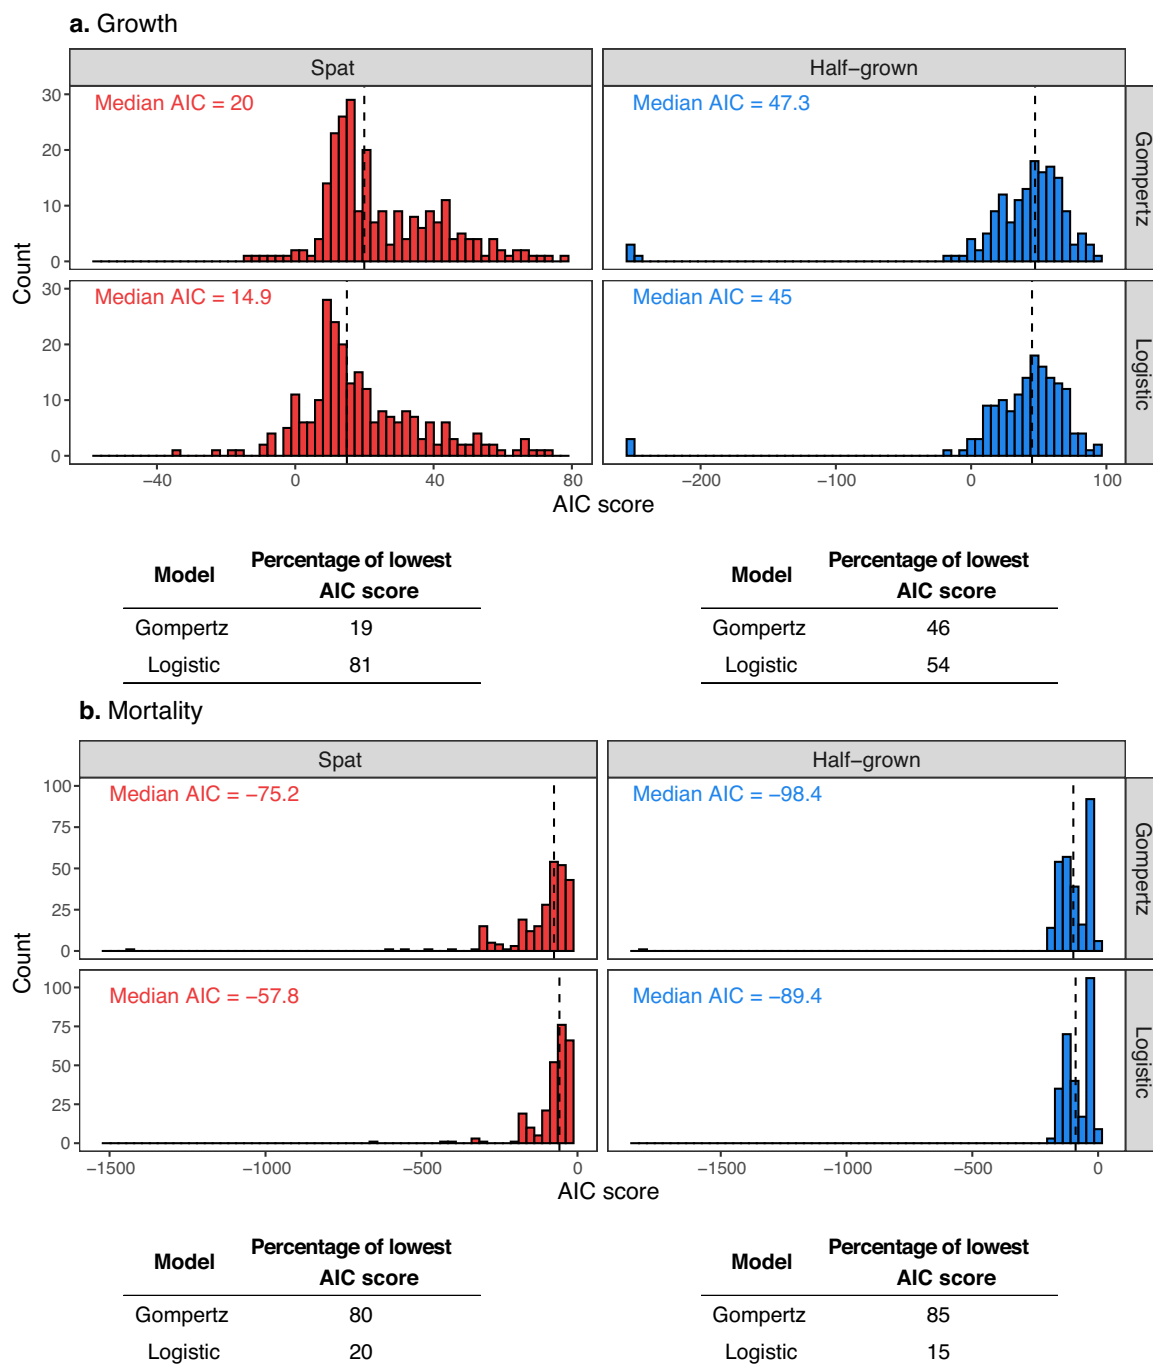 a. Growth
Spat
Half−grown
Median AIC = 20
Median AIC = 47.3
Gompertz
30
20
10
0
Median AIC = 14.9
Median AIC = 45
Logistic
30
20
10
0
Count
−40
0
40
80
−200
−100
0
100
AIC score
Model
Percentage of lowest
AIC score
Gompertz 19
Logistic 81
Model
Percentage of lowest
AIC score
Gompertz 46
Logistic 54
b. Mortality
Spat
Half−grown
Median AIC = −75.2
Median AIC = −98.4
Gompertz
100
75
50
25
0
Median AIC = −57.8
Median AIC = −89.4
Logistic
100
75
50
25
0
Count
−1500
−1000
−500
0
−1500
−1000
−500
0
AIC score
Model
Percentage of lowest
AIC score
Gompertz 80
Logistic 20
Model
Percentage of lowest
AIC score
Gompertz 85
Logistic 15